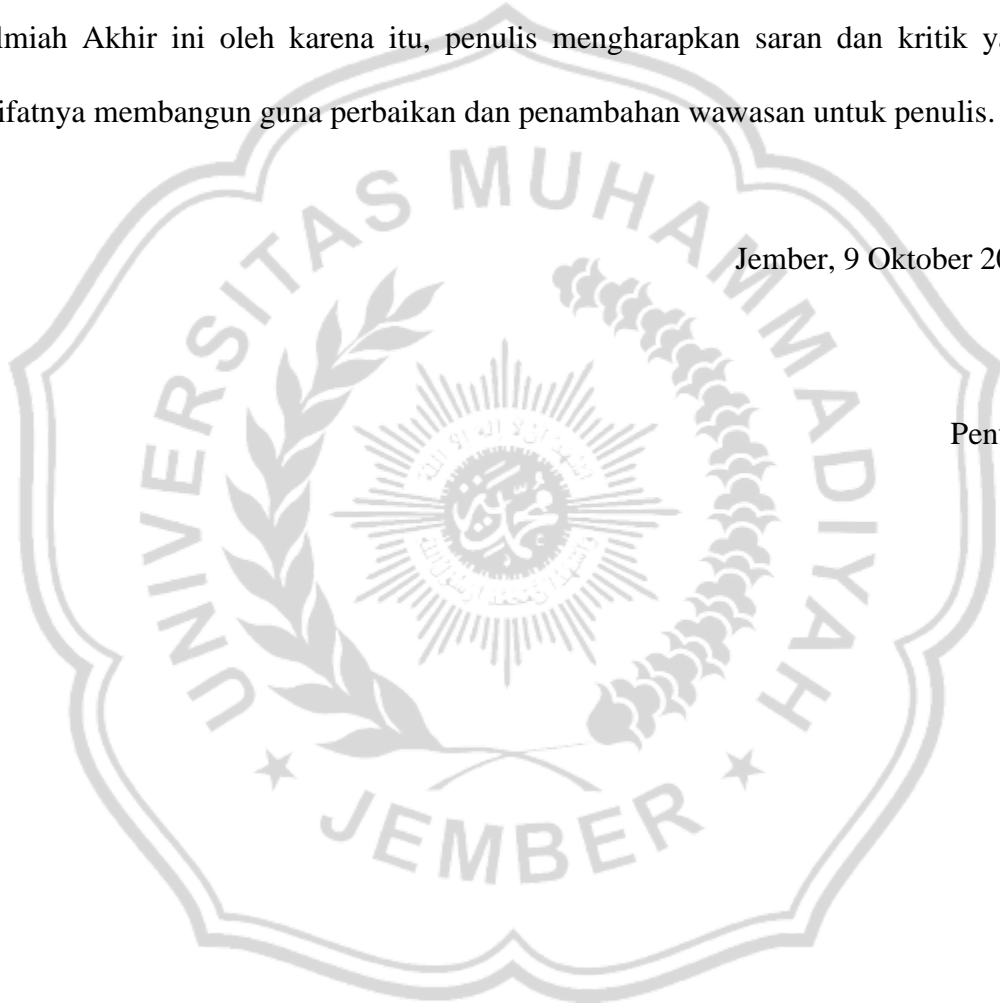 lmiah Akhir ini oleh karena itu, penulis mengharapkan saran dan kritik ya
ifatnya membangun guna perbaikan dan penambahan wawasan untuk penulis.
Jember, 9 Oktober 20
Pen
UNIVERSITAS MUHAMMADIYAH
JEMBER